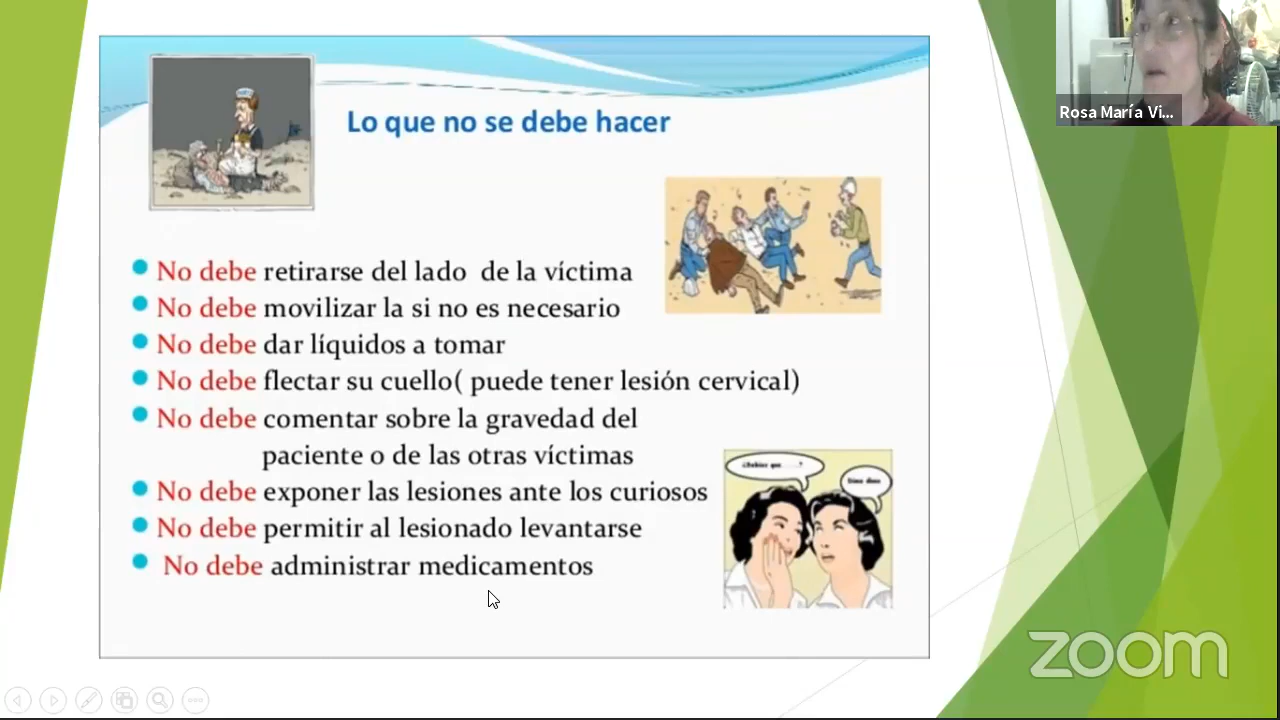 Rosa María Vi...
Lo que no se debe hacer
No debe retirarse del lado de la víctima
No debe movilizar la si no es necesario
No debe dar líquidos a tomar
No debe flectar su cuello( puede tener lesión cervical)
No debe comentar sobre la gravedad del
paciente o de las otras víctimas
No debe exponer las lesiones ante los curiosos
No debe permitir al lesionado levantarse
No debe administrar medicamentos
zoom